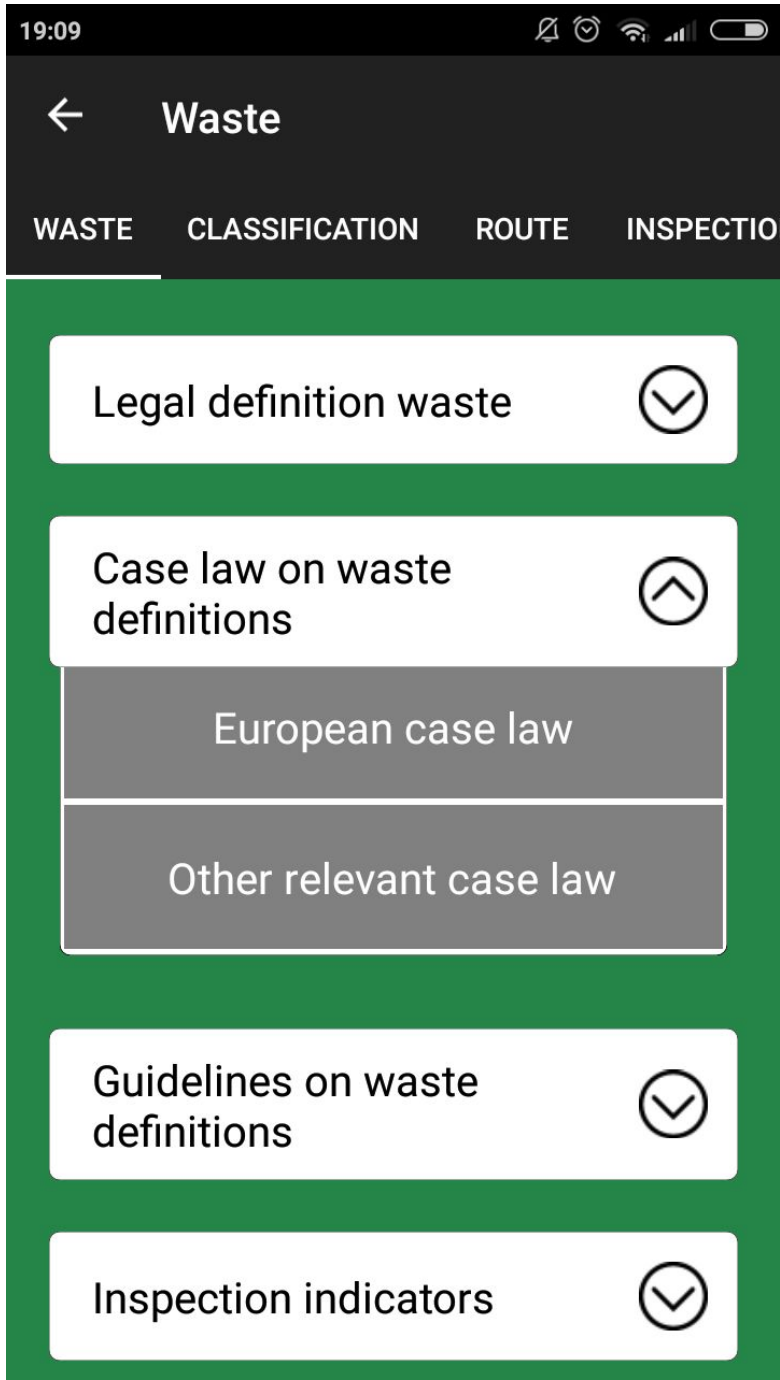 19:09
Waste
WASTE CLASSIFICATION ROUTE INSPECTIO
Legal definition waste
Case law on waste
definitions
European case law
Other relevant case law
Guidelines on waste
definitions
Inspection indicators